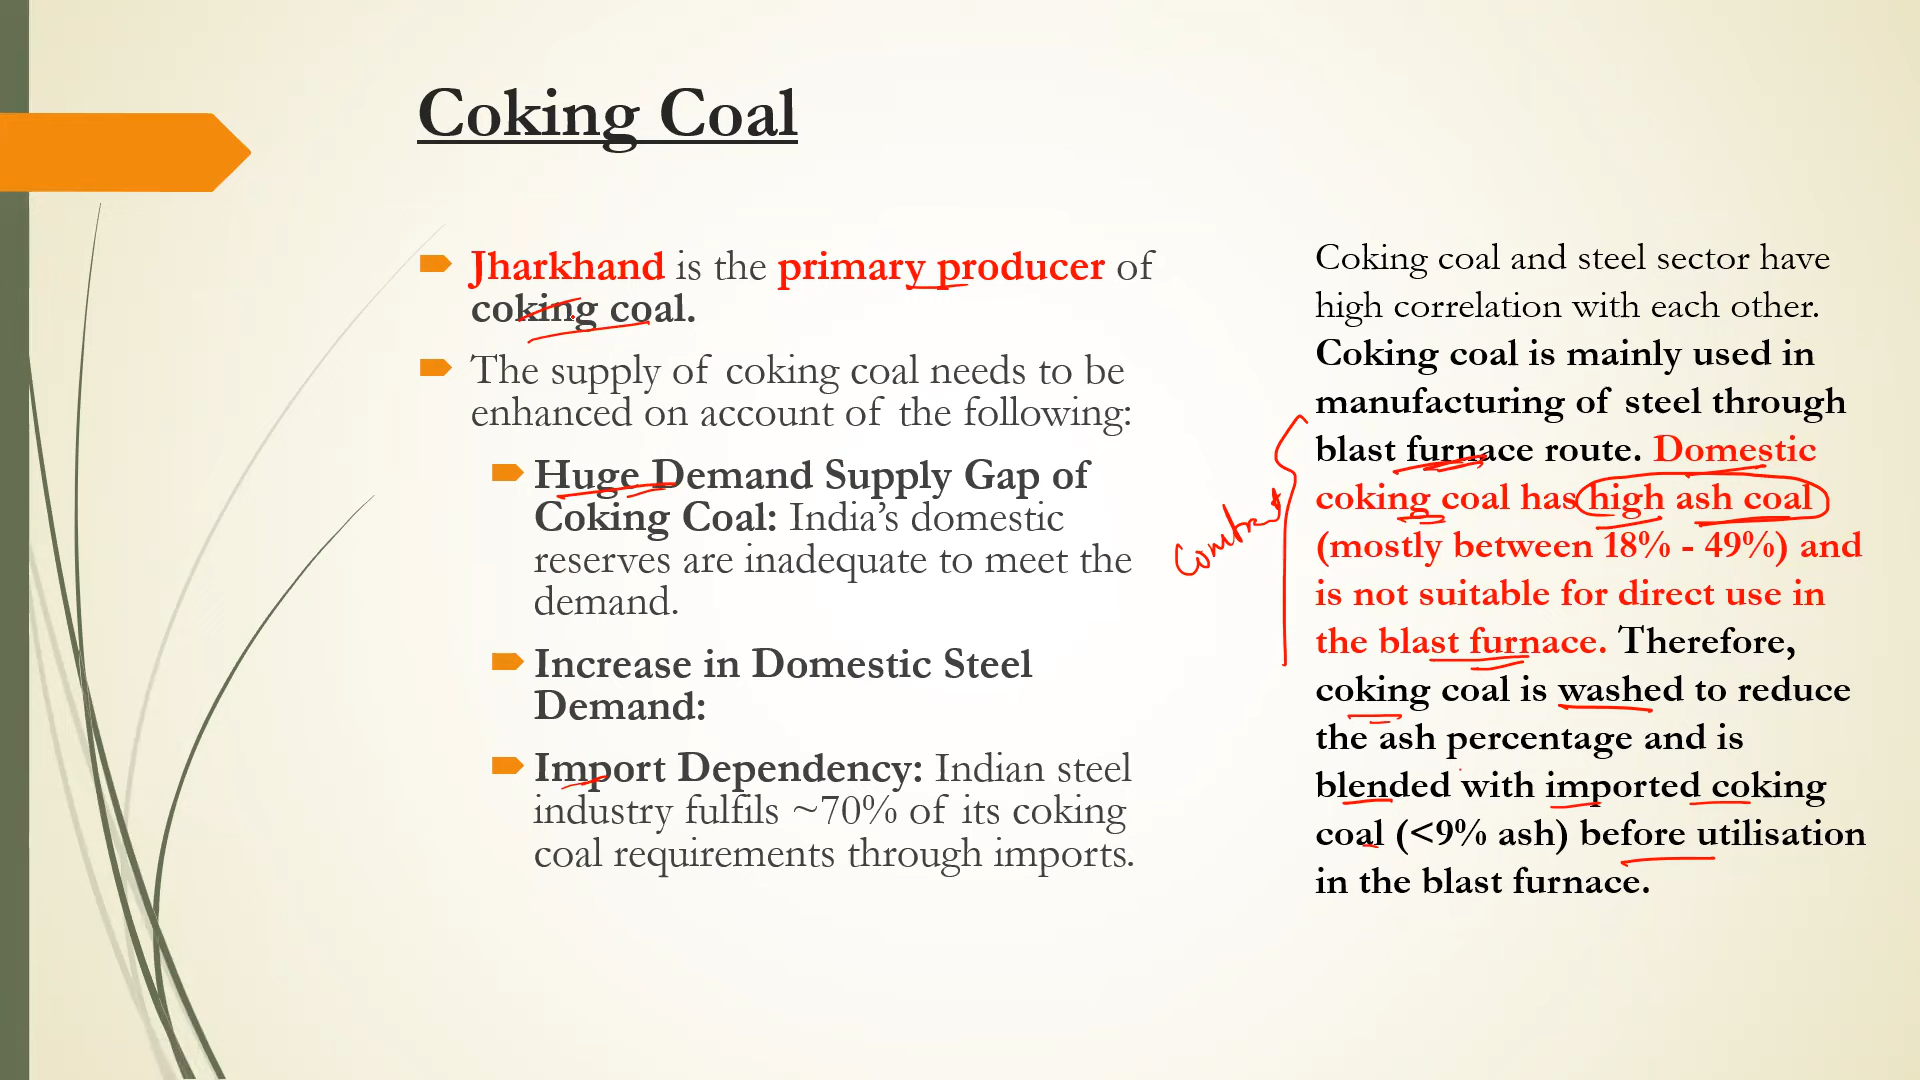 Coking Coal
Jharkhand is the primary producer of
coking coal.
The supply of coking coal needs to be
enhanced on account of the following:
Huge Demand Supply Gap of
Coking Coal: India's domestic
reserves are inadequate to meet the
demand.
Increase in Domestic Steel
Demand:
Import Dependency: Indian steel
industry fulfils ~70% of its coking
coal requirements through imports.
Coking coal and steel sector have
high correlation with each other.
Coking coal is mainly used in
manufacturing of steel through
blast furnace route. Domestic
coking coal has high ash coal
(mostly between 18% - 49%) and
is not suitable for direct use in
the blast furnace. Therefore,
coking coal is washed to reduce
the ash percentage and is
blended with imported coking
coal (<9% ash) before utilisation
in the blast furnace.